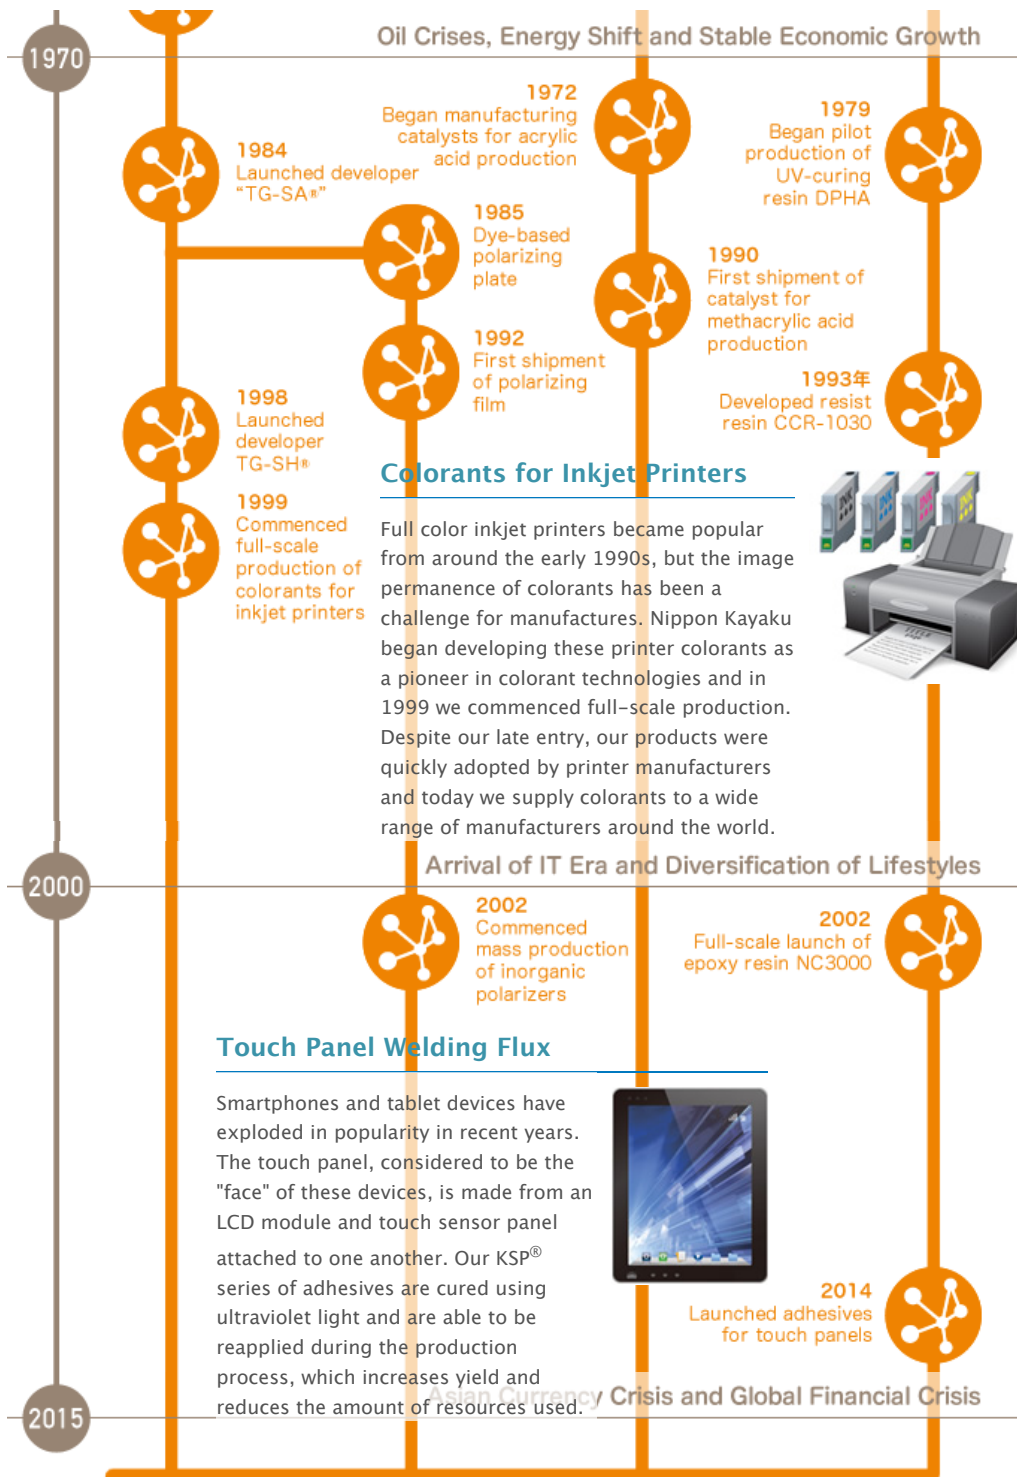 Oil Crises, Energy Shift and Stable Economic Growth
1970
1972
Began manufacturing
catalysts for acrylic
acid production
1979
Began pilot
production of
UV-curing
resin DPHA
1984
Launched developer
“TG-SA®”
1985
Dye-based
polarizing
plate
1990
First shipment of
catalyst for
methacrylic acid
production
1992
First shipment
of polarizing
film
1993年
Developed resist
resin CCR-1030
1998
Launched
developer
TG-SH®
1999
Commenced
full-scale
production of
colorants for
inkjet printers
Colorants for Inkjet Printers
Full color inkjet printers became popular
from around the early 1990s, but the image
permanence of colorants has been a
challenge for manufactures. Nippon Kayaku
began developing these printer colorants as
a pioneer in colorant technologies and in
1999 we commenced full-scale production.
Despite our late entry, our products were
quickly adopted by printer manufacturers
and today we supply colorants to a wide
range of manufacturers around the world.
INK INK INK INK
Arrival of IT Era and Diversification of Lifestyles
2000
2002
Commenced
mass production
of inorganic
polarizers
2002
Full-scale launch of
epoxy resin NC3000
Touch Panel Welding Flux
Smartphones and tablet devices have
exploded in popularity in recent years.
The touch panel, considered to be the
"face" of these devices, is made from an
LCD module and touch sensor panel
attached to one another. Our KSP®
series of adhesives are cured using
ultraviolet light and are able to be
reapplied during the production
process, which increases yield and
reduces the amount of resources used.
2014
Launched adhesives
for touch panels
Asian Currency Crisis and Global Financial Crisis
2015